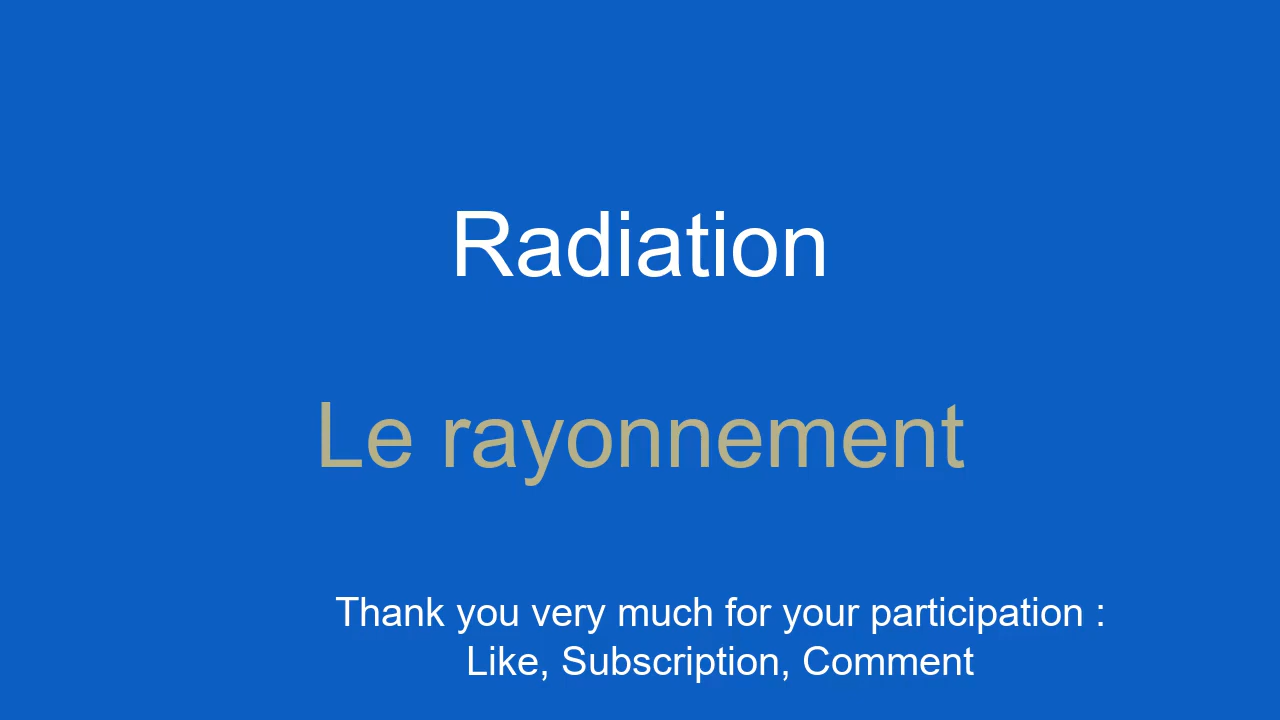 Radiation
Le rayonnement
Thank you very much for your participation :
Like, Subscription, Comment